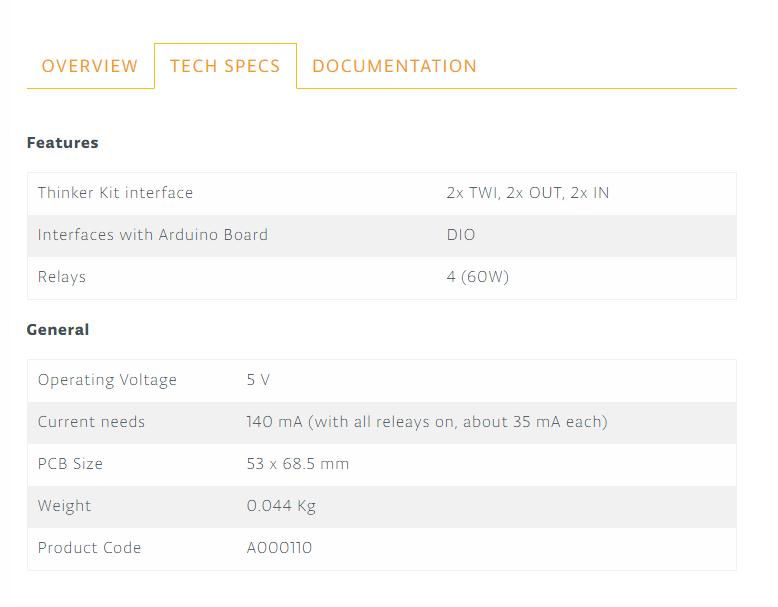 OVERVIEW TECH SPECS DOCUMENTATION
Features
Thinker Kit interface 2x TWI, 2x OUT, 2x IN
Interfaces with Arduino Board DIO
Relays 4 (60W)
General
Operating Voltage 5 V
Current needs 140 mA (with all releays on, about 35 mA each)
PCB Size 53 x 68.5 mm
Weight 0.044 Kg
Product Code A000110